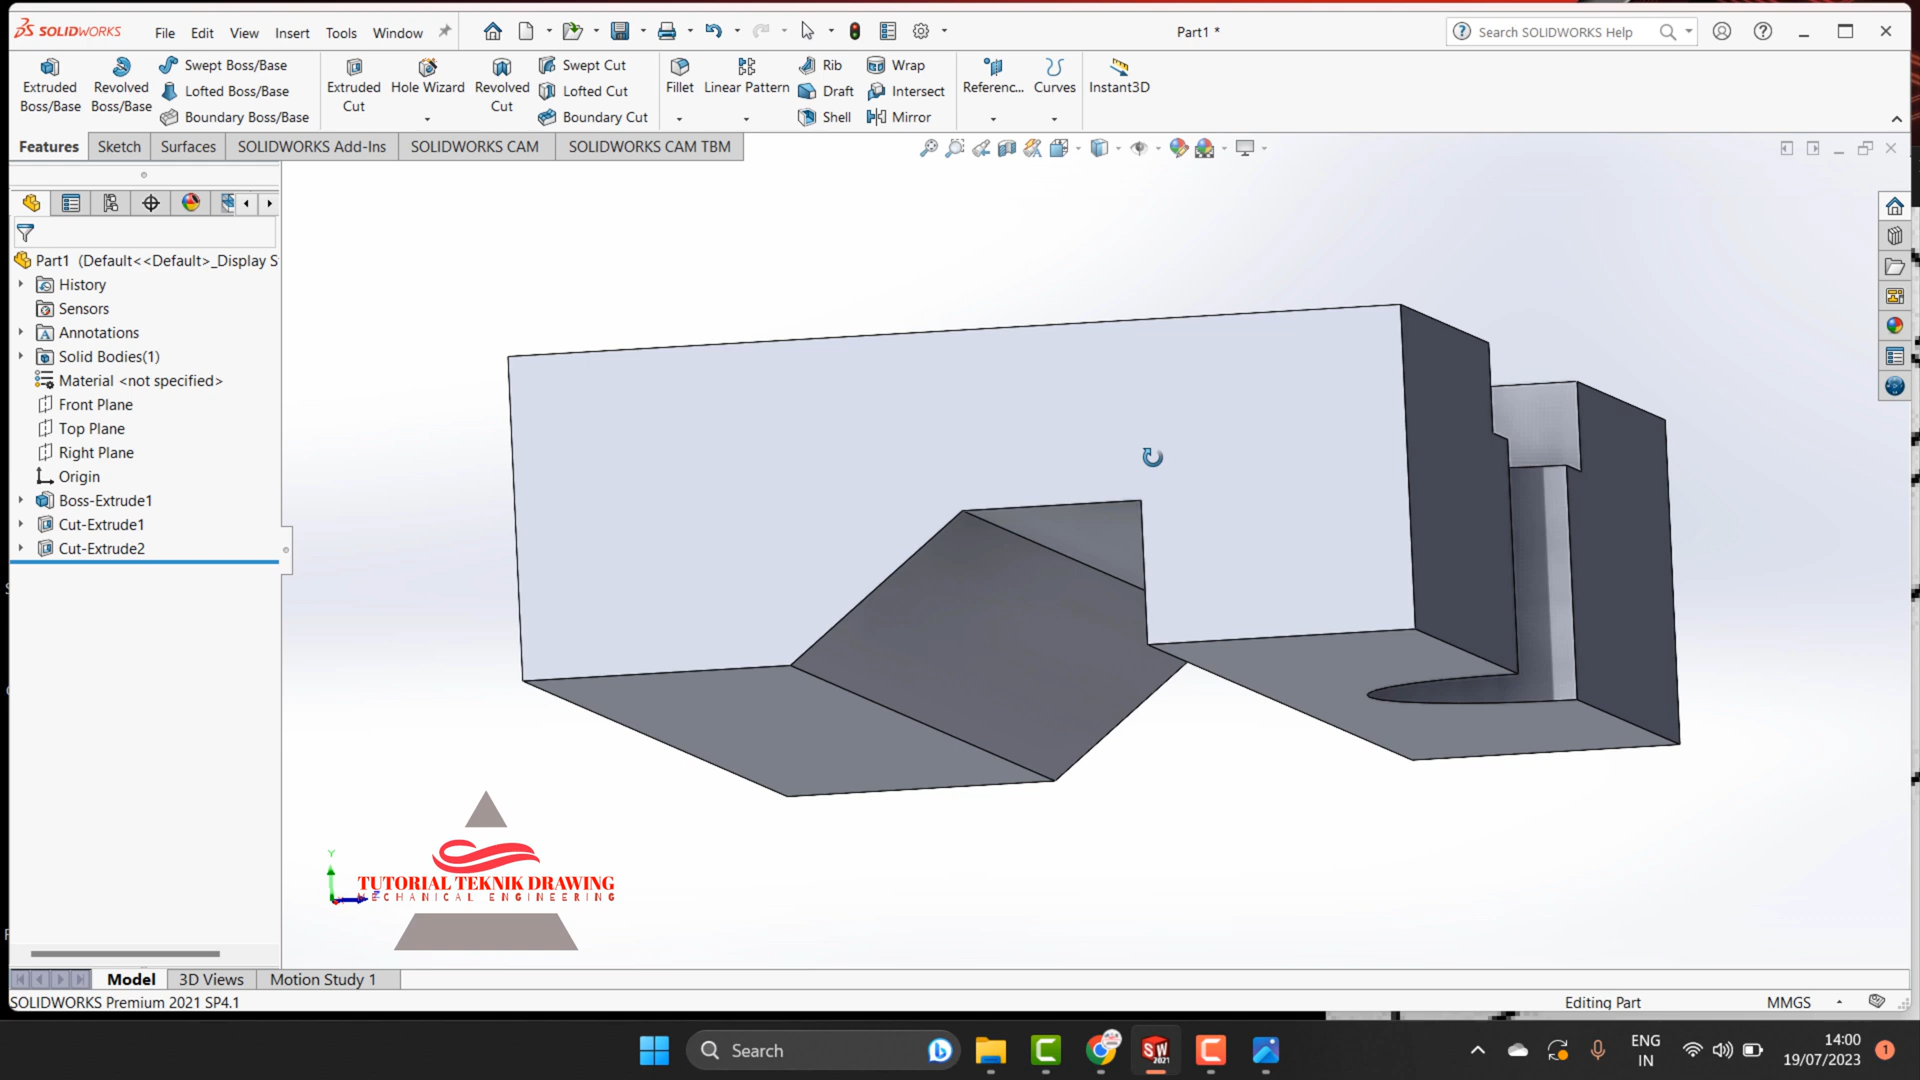 SOLIDWORKS
File
Edit
View
Insert
Tools
Window
Part1 *
Search SOLIDWORKS Help
Extruded Boss/Base
Revolved Boss/Base
Swept Boss/Base
Lofted Boss/Base
Boundary Boss/Base
Extruded Cut
Hole Wizard
Revolved Cut
Swept Cut
Lofted Cut
Boundary Cut
Fillet
Linear Pattern
Rib
Draft
Shell
Wrap
Intersect
Mirror
Referenc...
Curves
Instant3D
Features
Sketch
Surfaces
SOLIDWORKS Add-Ins
SOLIDWORKS CAM
SOLIDWORKS CAM TBM
Part1 (Default<<Default>_Display S
History
Sensors
Annotations
Solid Bodies(1)
Material <not specified>
Front Plane
Top Plane
Right Plane
Origin
Boss-Extrude1
Cut-Extrude1
Cut-Extrude2
Y
TUTORIAL TEKNIK DRAWING
MECHANICAL ENGINEERING
Model
3D Views
Motion Study 1
SOLIDWORKS Premium 2021 SP4.1
Editing Part
MMGS
Search
SW
2021
ENG
IN
14:00
19/07/2023
1